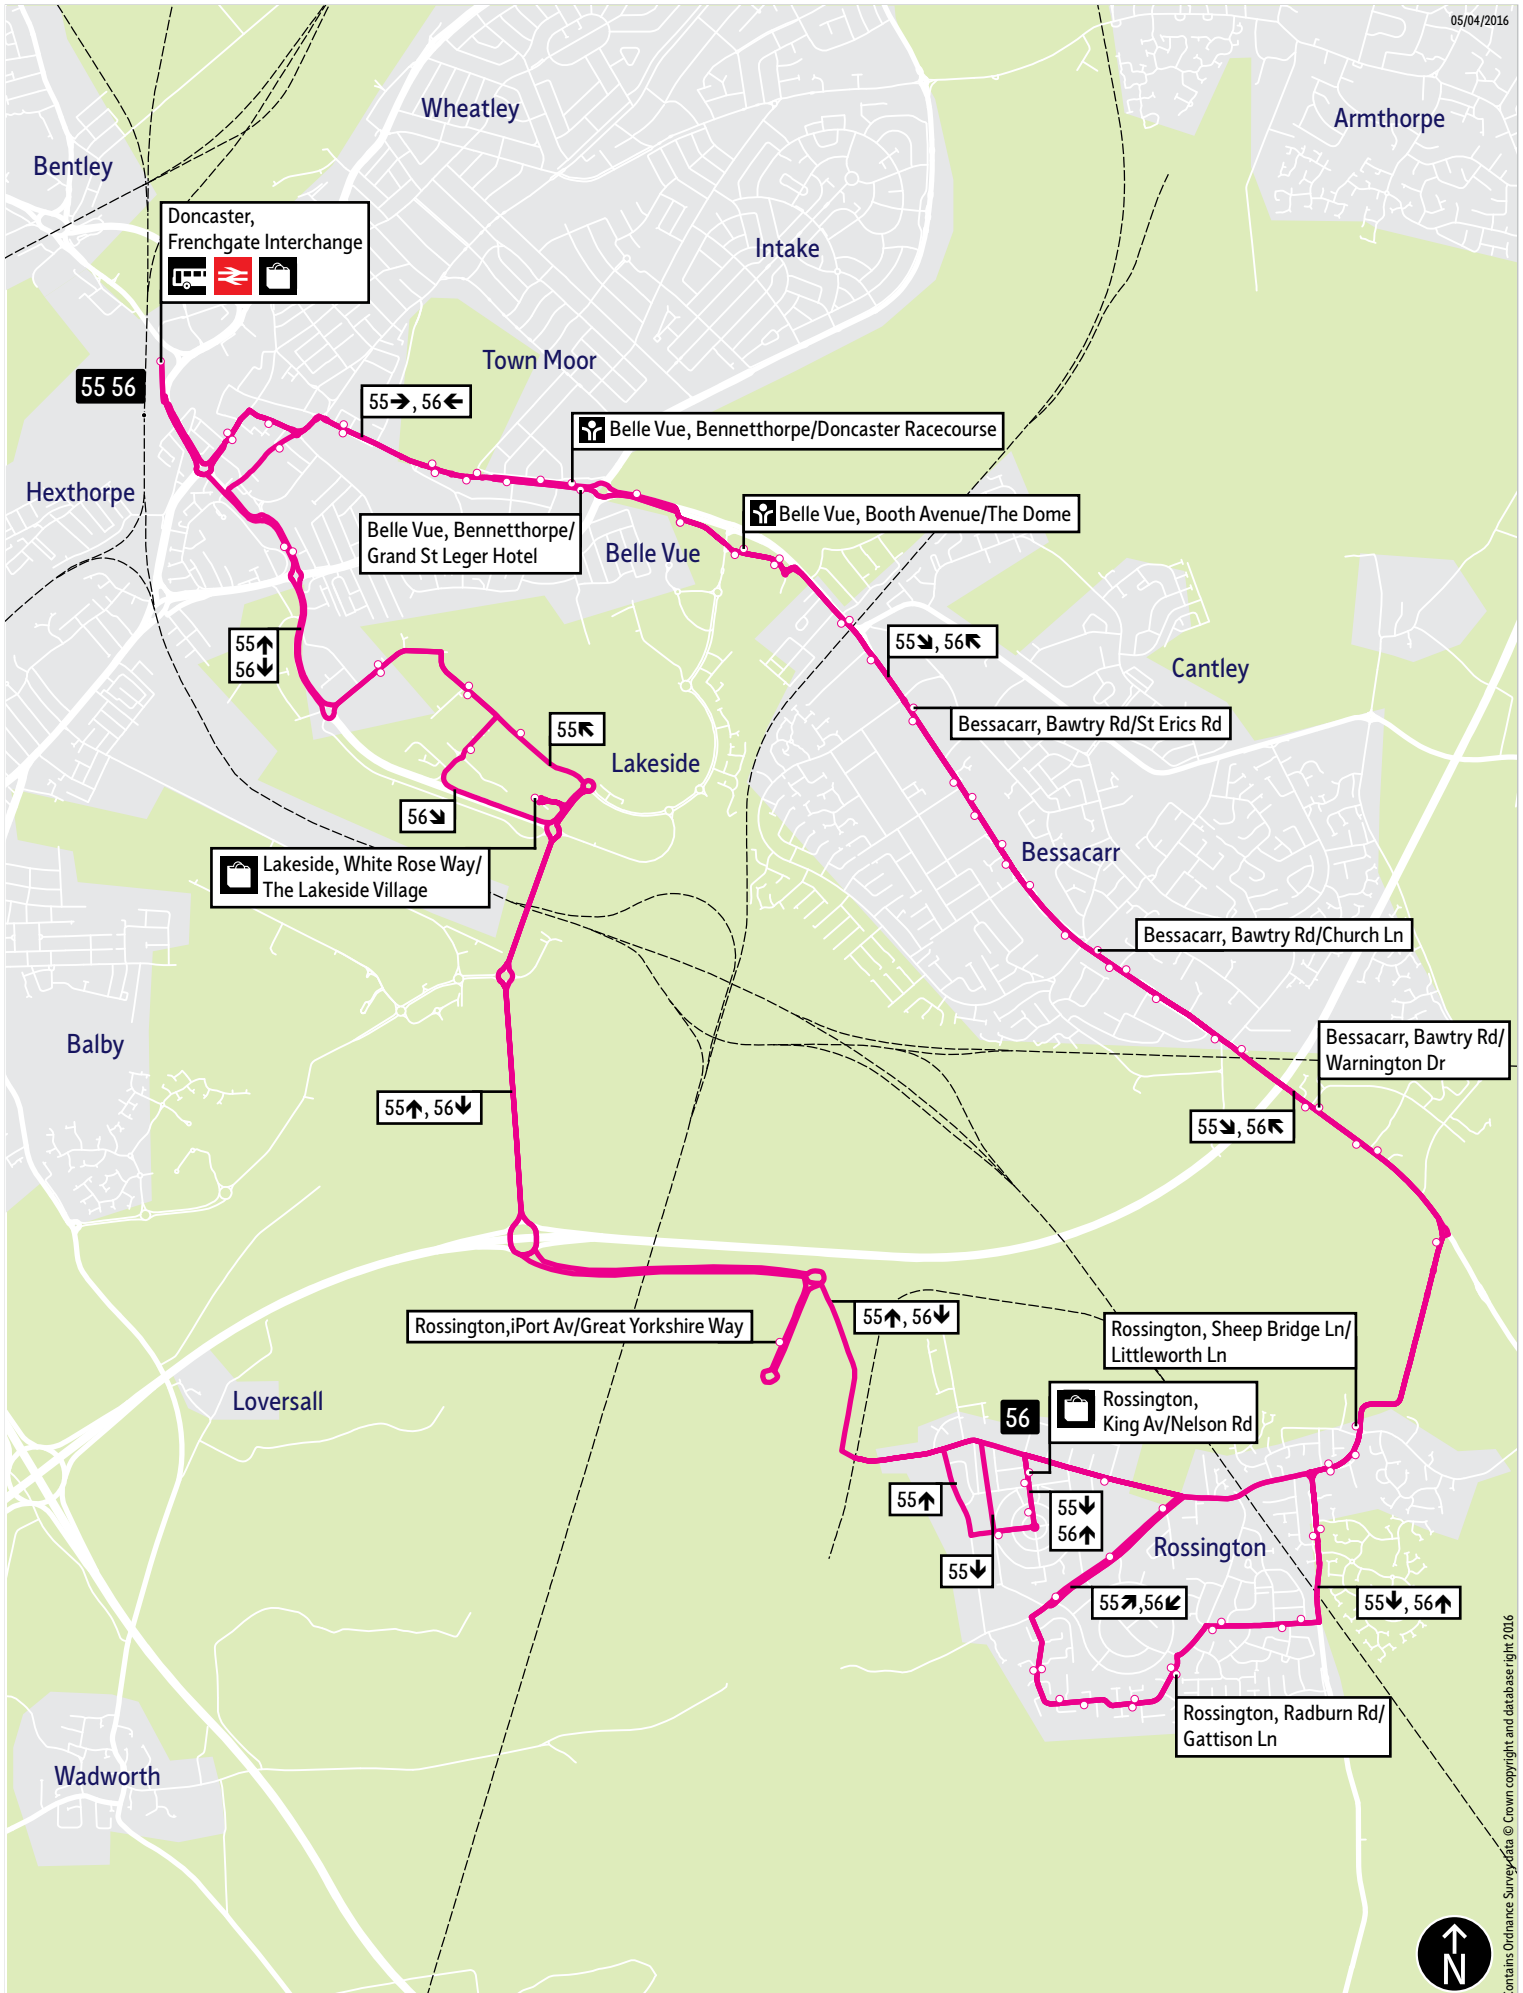 05/04/2016
Wheatley
Armthorpe
Bentley
Doncaster,
Frenchgate Interchange
Intake
Town Moor
55 56
55→, 56←
Belle Vue, Bennetthorpe/Doncaster Racecourse
Hexthorpe
Belle Vue, Booth Avenue/The Dome
Belle Vue, Bennetthorpe/
Grand St Leger Hotel
Belle Vue
55↑
56↓
55↘, 56↖
Cantley
Bessacarr, Bawtry Rd/St Erics Rd
55↖
Lakeside
56↘
Bessacarr
Lakeside, White Rose Way/
The Lakeside Village
Bessacarr, Bawtry Rd/Church Ln
Balby
Bessacarr, Bawtry Rd/
Warnington Dr
55↑, 56↓
55↘, 56↖
Rossington,iPort Av/Great Yorkshire Way
55↑, 56↓
Rossington, Sheep Bridge Ln/
Littleworth Ln
Loversall
56
Rossington,
King Av/Nelson Rd
55↑
55↓
56↑
Rossington
55↓
55↗,56↙
55↓, 56↑
Rossington, Radburn Rd/
Gattison Ln
Wadworth
N
ontains Ordnance Survey data © Crown copyright and database right 2016